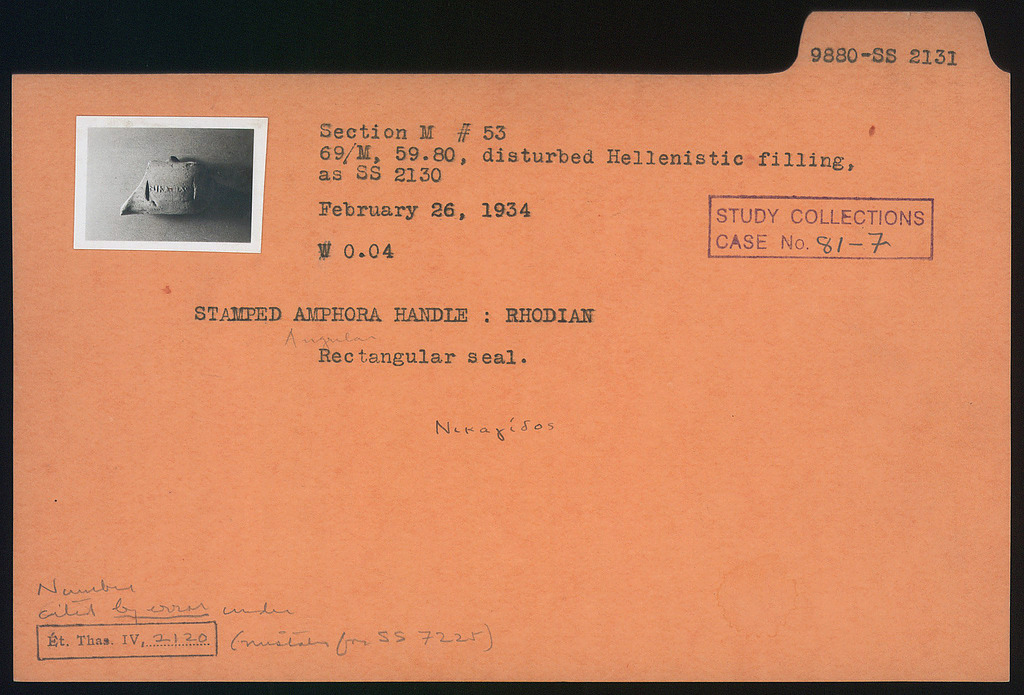 9880-SS 2131
Section M # 53
69/M, 59.80, disturbed Hellenistic filling,
as SS 2130
February 26, 1934
W 0.04
STUDY COLLECTIONS
CASE No. 81-7
STAMPED AMPHORA HANDLE : RHODIAN
Angular
Rectangular seal.
Νικαγίδος
Number
cited by error under
Ét. Thas. IV, 2120 (mistake for SS 7225)